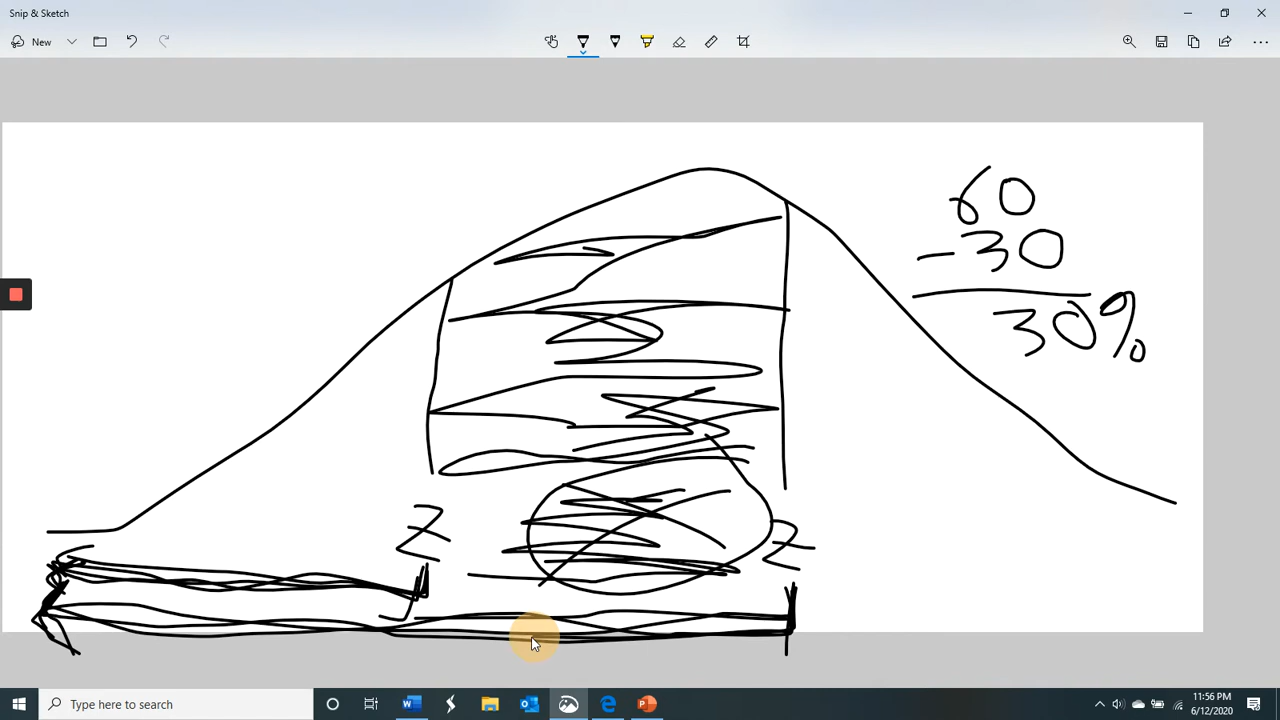 Snip & Sketch
New
60
- 30
30%
Z
Z
Type here to search
11:56 PM
6/12/2020